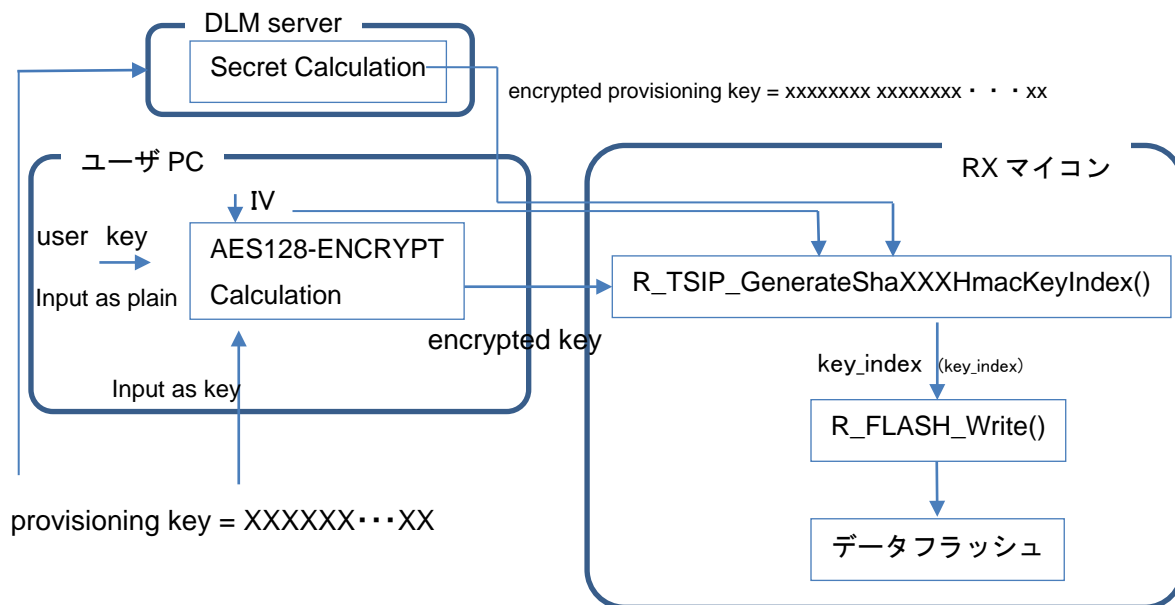 DLM server
Secret Calculation
encrypted provisioning key = xxxxxxxx xxxxxxxx・・・xx
ユーザ PC
RX マイコン
IV
user key
Input as plain
AES128-ENCRYPT
Calculation
R_TSIP_GenerateShaXXXHmacKeyIndex()
encrypted key
Input as key
key_index (key_index)
R_FLASH_Write()
provisioning key = XXXXXX・・・XX
データフラッシュ